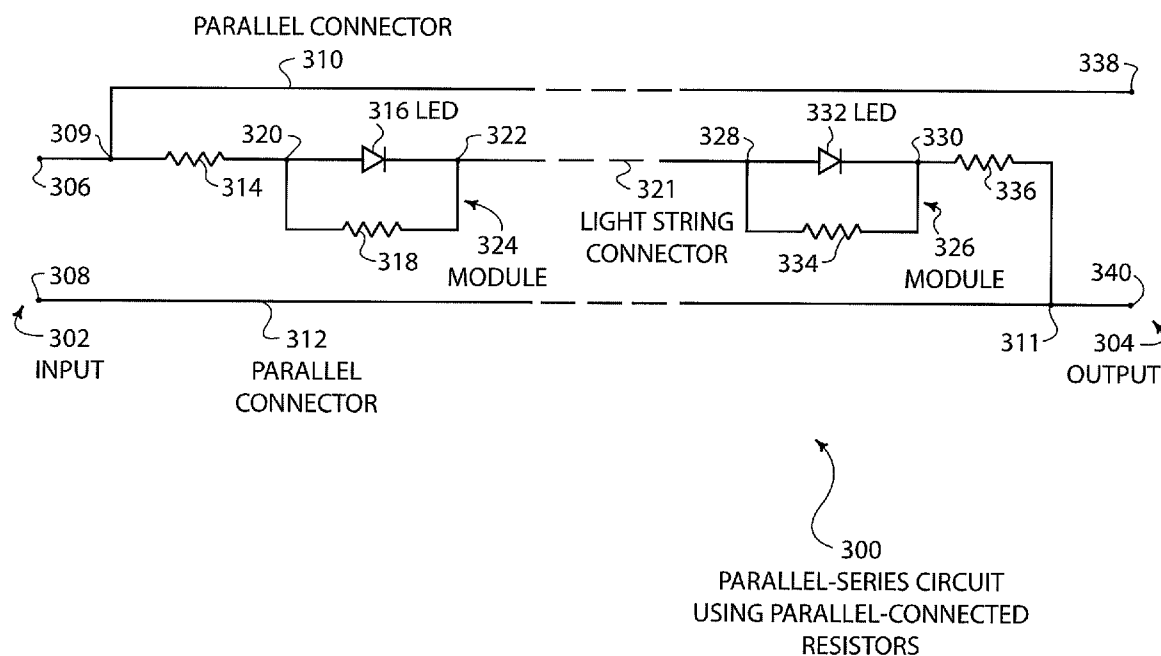 PARALLEL CONNECTOR
310
338
309
320
316 LED
322
328
332 LED
330
306
314
321
336
318
324
MODULE
LIGHT STRING
CONNECTOR
334
326
MODULE
308
340
302
INPUT
312
PARALLEL
CONNECTOR
311
304
OUTPUT
300
PARALLEL-SERIES CIRCUIT
USING PARALLEL-CONNECTED
RESISTORS